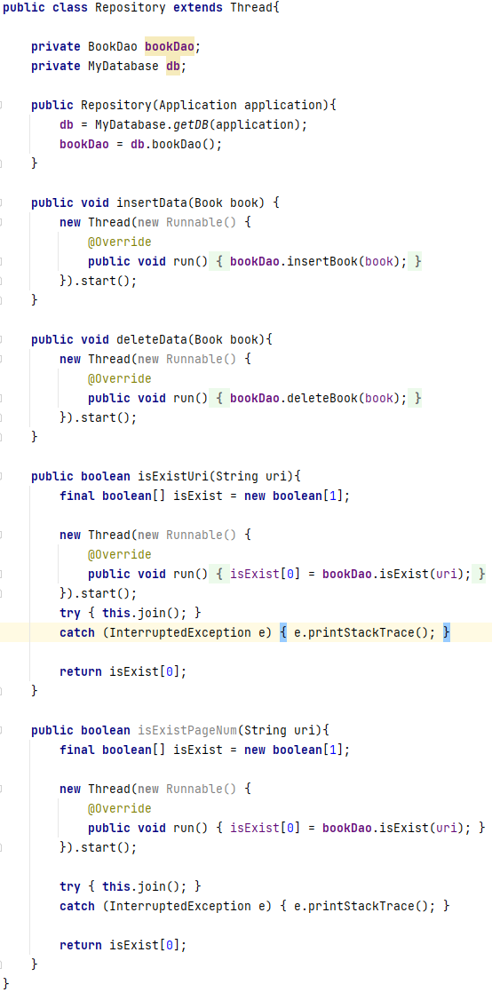 public class Repository extends Thread{
private BookDao bookDao;
private MyDatabase db;
public Repository(Application application){
db = MyDatabase.getDB(application);
bookDao = db.bookDao();
}
public void insertData(Book book) {
new Thread(new Runnable() {
@Override
public void run() { bookDao.insertBook(book); }
}).start();
}
public void deleteData(Book book){
new Thread(new Runnable() {
@Override
public void run() { bookDao.deleteBook(book); }
}).start();
}
public boolean isExistUri(String uri){
final boolean[] isExist = new boolean[1];
new Thread(new Runnable() {
@Override
public void run() { isExist[0] = bookDao.isExist(uri); }
}).start();
try { this.join(); }
catch (InterruptedException e) { e.printStackTrace(); }
return isExist[0];
}
public boolean isExistPageNum(String uri){
final boolean[] isExist = new boolean[1];
new Thread(new Runnable() {
@Override
public void run() { isExist[0] = bookDao.isExist(uri); }
}).start();
try { this.join(); }
catch (InterruptedException e) { e.printStackTrace(); }
return isExist[0];
}
}